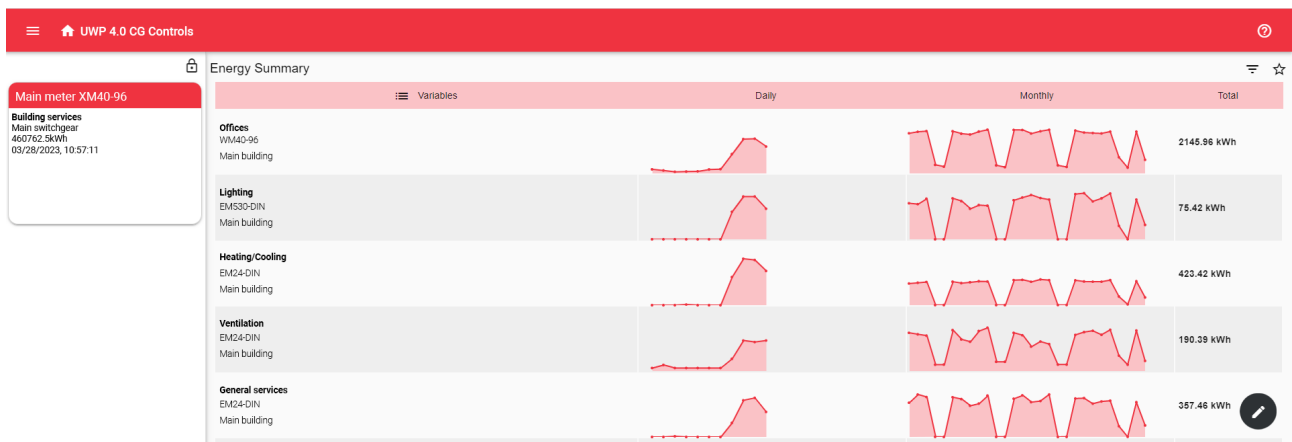 UWP 4.0 CG Controls
Main meter XM40-96
Building services
Main switchgear
460762.5kWh
03/28/2023, 10:57:11
Energy Summary
Variables Daily Monthly Total
Offices
WM40-96
Main building
2145.96 kWh
Lighting
EM530-DIN
Main building
75.42 kWh
Heating/Cooling
EM24-DIN
Main building
423.42 kWh
Ventilation
EM24-DIN
Main building
190.39 kWh
General services
EM24-DIN
Main building
357.46 kWh